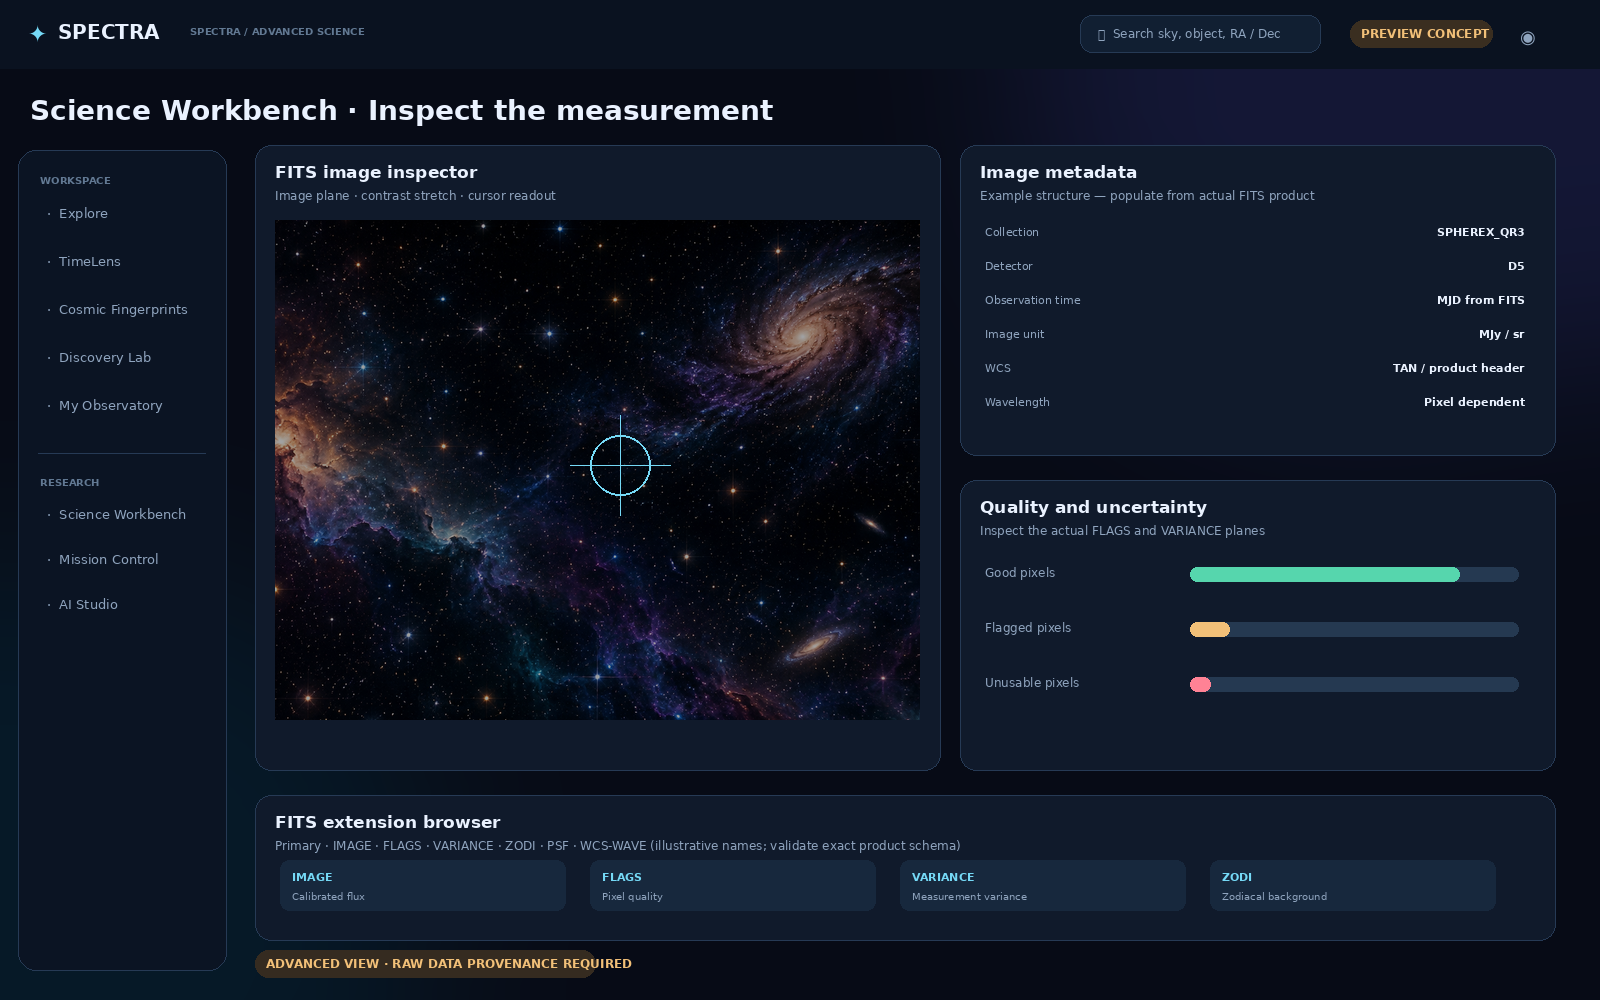 SPECTRA
SPECTRA / ADVANCED SCIENCE
Search sky, object, RA / Dec
PREVIEW CONCEPT
Science Workbench · Inspect the measurement
WORKSPACE
· Explore
· TimeLens
· Cosmic Fingerprints
· Discovery Lab
· My Observatory
RESEARCH
· Science Workbench
· Mission Control
· AI Studio
FITS image inspector
Image plane · contrast stretch · cursor readout
Image metadata
Example structure — populate from actual FITS product
Collection SPHEREX_QR3
Detector D5
Observation time MJD from FITS
Image unit MJy / sr
WCS TAN / product header
Wavelength Pixel dependent
Quality and uncertainty
Inspect the actual FLAGS and VARIANCE planes
Good pixels
Flagged pixels
Unusable pixels
FITS extension browser
Primary · IMAGE · FLAGS · VARIANCE · ZODI · PSF · WCS-WAVE (illustrative names; validate exact product schema)
IMAGE
Calibrated flux
FLAGS
Pixel quality
VARIANCE
Measurement variance
ZODI
Zodiacal background
ADVANCED VIEW · RAW DATA PROVENANCE REQUIRED